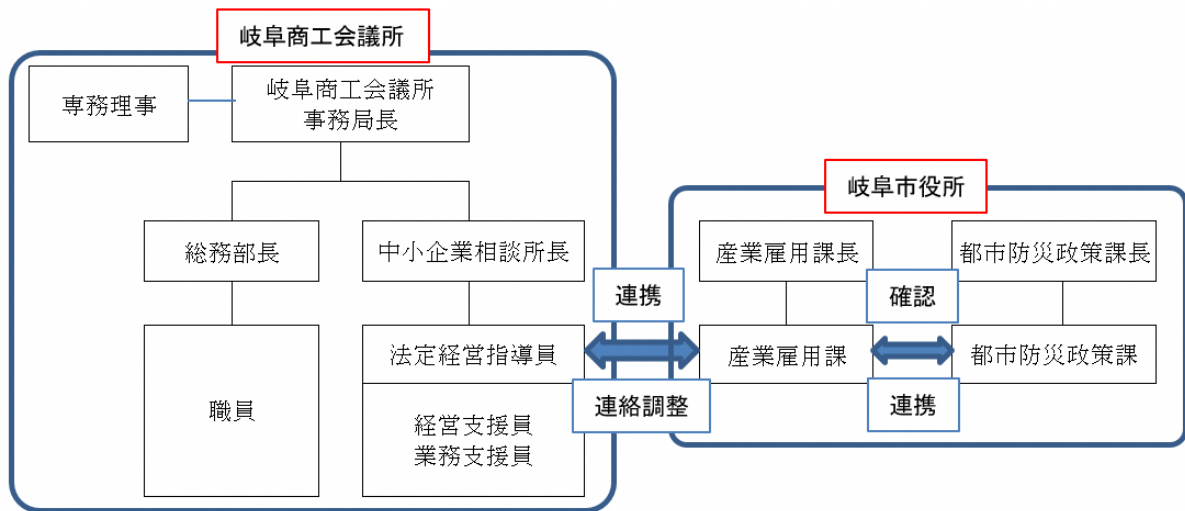 岐阜商工会議所
専務理事
岐阜商工会議所
事務局長
総務部長
中小企業相談所長
職員
法定経営指導員
経営支援員
業務支援員
連携
連絡調整
岐阜市役所
産業雇用課長
都市防災政策課長
確認
産業雇用課
都市防災政策課
連携